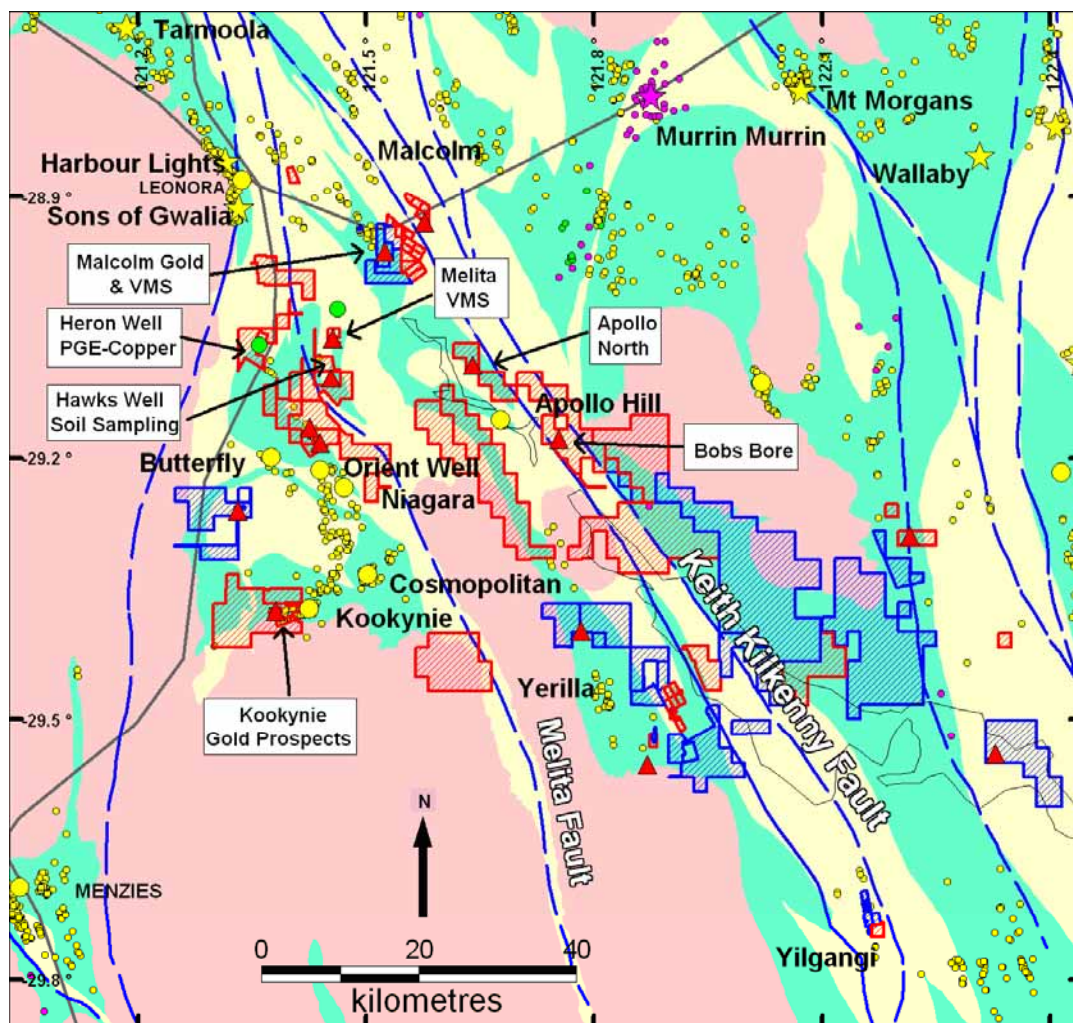 Tarmoola
121.2
121.5
121.8
122.1
Mt Morgans
Murrin Murrin
Malcolm
Harbour Lights
LEONORA
Wallaby
-28.9 °
Sons of Gwalia
Malcolm Gold
& VMS
Melita
VMS
Heron Well
PGE-Copper
Apollo
North
Hawks Well
Soil Sampling
Apollo Hill
Bobs Bore
-29.2 °
Butterfly
Orient Well
Niagara
Cosmopolitan
Kookynie
Keith Kilkenny Fault
Yerilla
Kookynie
Gold Prospects
-29.5 °
Melita Fault
N
MENZIES
Yilgangi
-29.8 °
0 20 40
kilometres